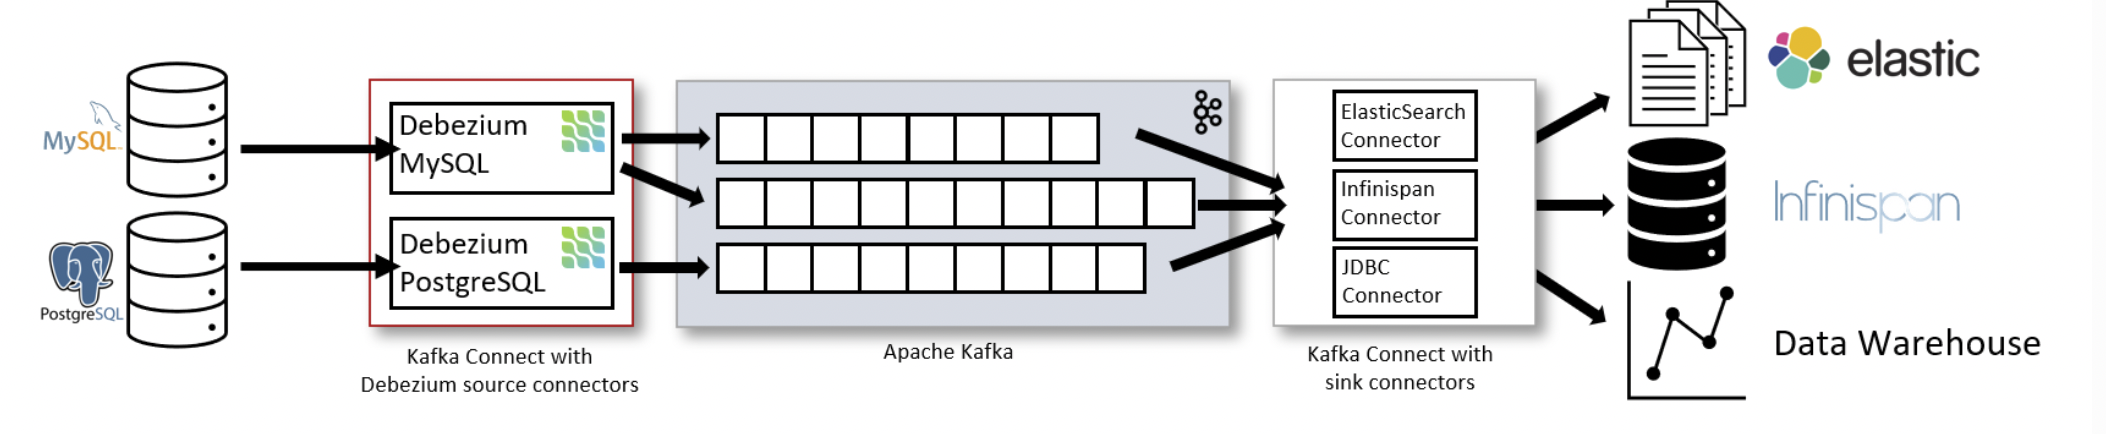 MySQL
PostgreSQL
Debezium
MySQL
Debezium
PostgreSQL
Kafka Connect with
Debezium source connectors
Apache Kafka
ElasticSearch
Connector
Infinispan
Connector
JDBC
Connector
Kafka Connect with
sink connectors
elastic
Infinispan
Data Warehouse